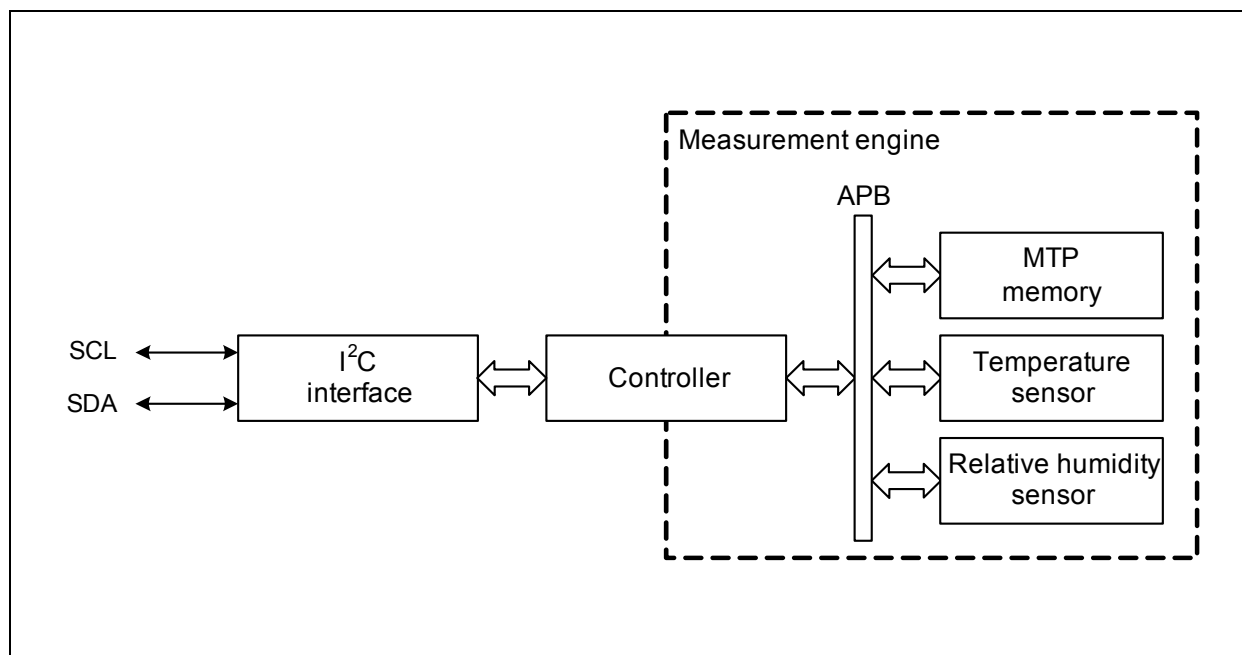 Measurement engine
APB
MTP
memory
SCL
SDA
I²C
interface
Controller
Temperature
sensor
Relative humidity
sensor